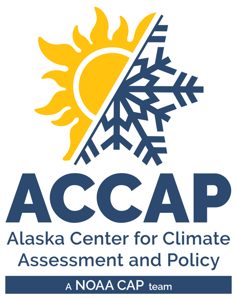 ACCAP
Alaska Center for Climate
Assessment and Policy
A NOAA CAP team